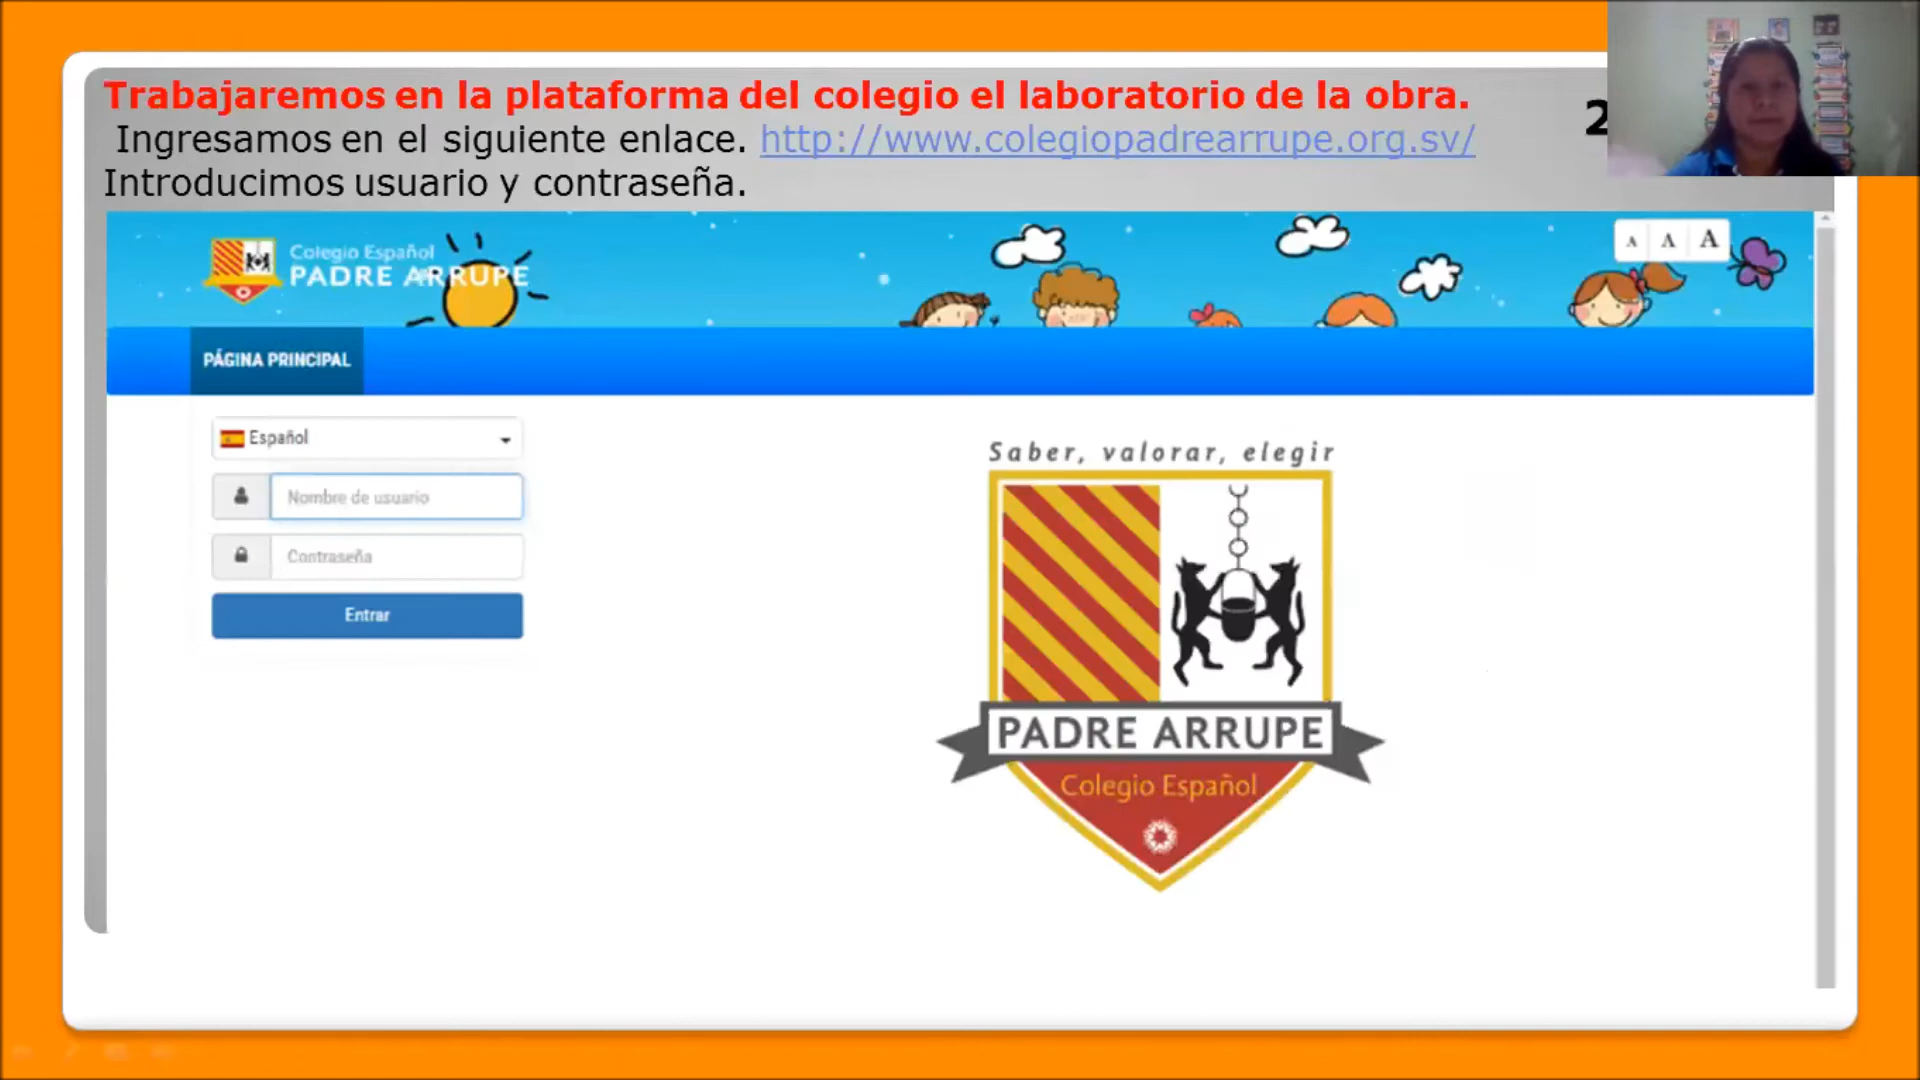 Trabajaremos en la plataforma del colegio el laboratorio de la obra.
Ingresamos en el siguiente enlace. http://www.colegiopadrearrupe.org.sv/
2
Introducimos usuario y contraseña.
Colegio Español
PADRE ARRUPE
A A A
PÁGINA PRINCIPAL
Español
Nombre de usuario
Contraseña
Entrar
Saber, valorar, elegir
PADRE ARRUPE
Colegio Español